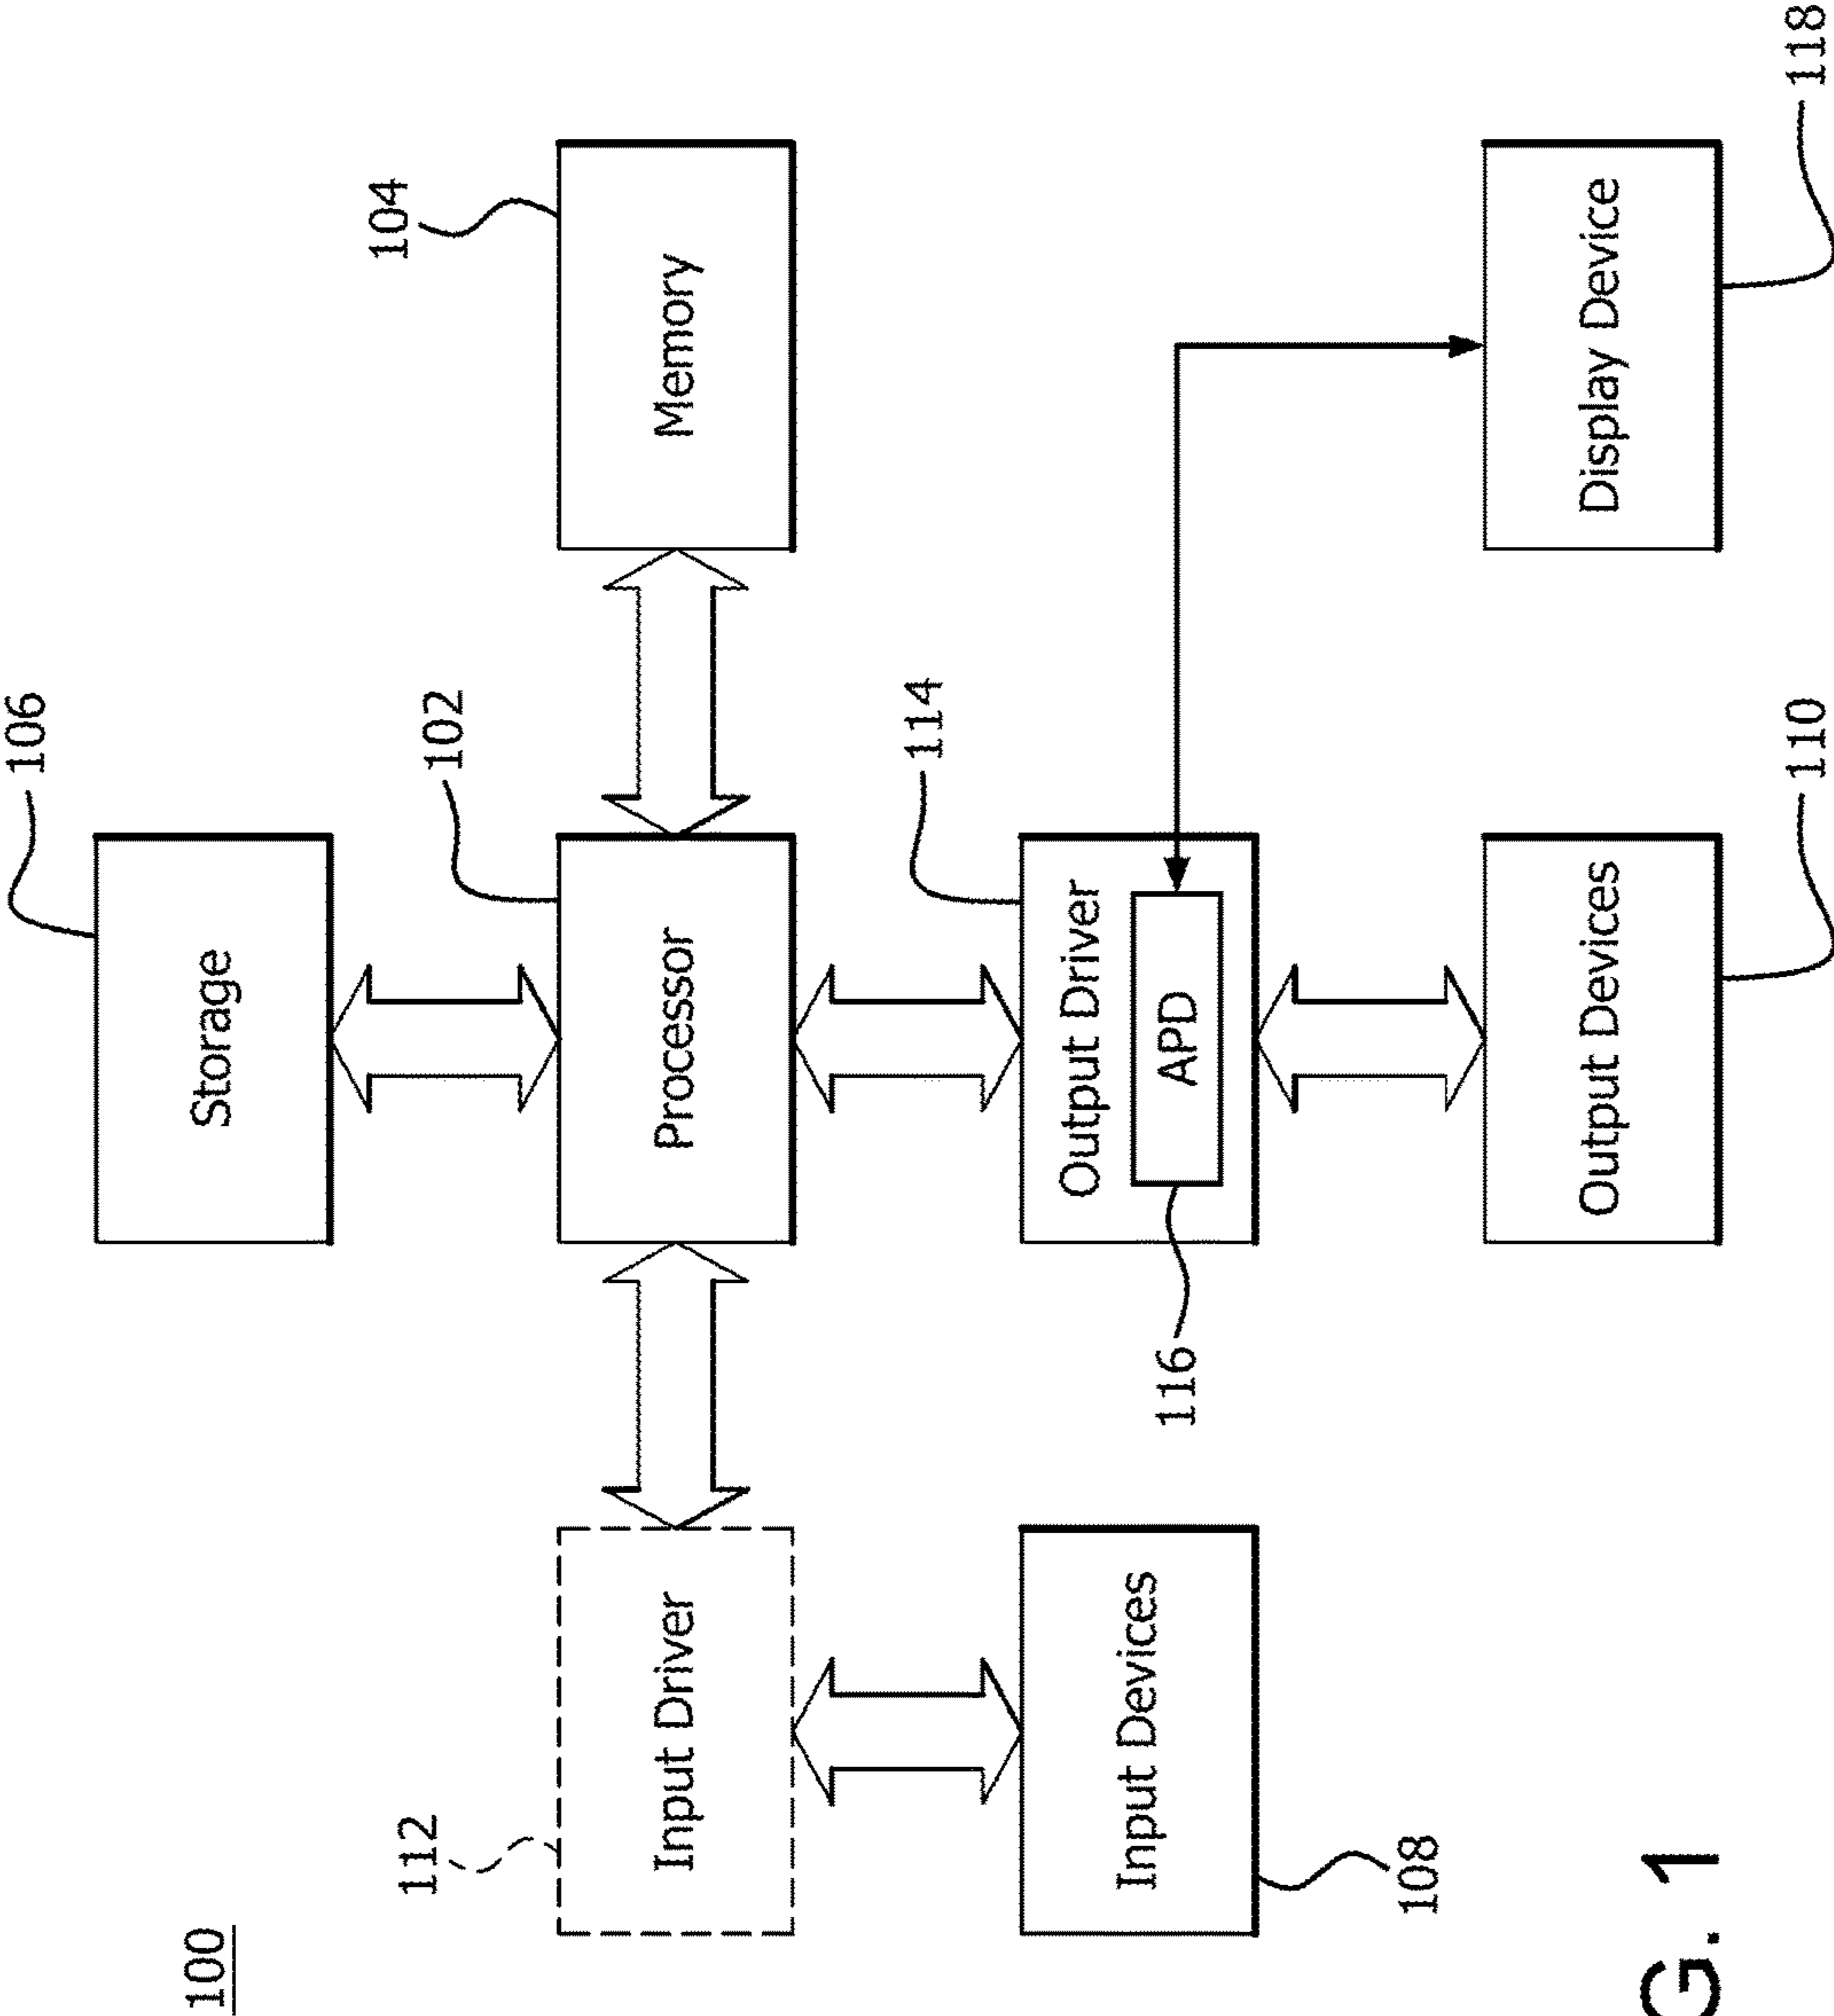 100
106
Storage
112
102
104
Input Driver
Processor
Memory
114
Input Devices
Output Driver
APD
116
108
Output Devices
Display Device
110
118
G. 1